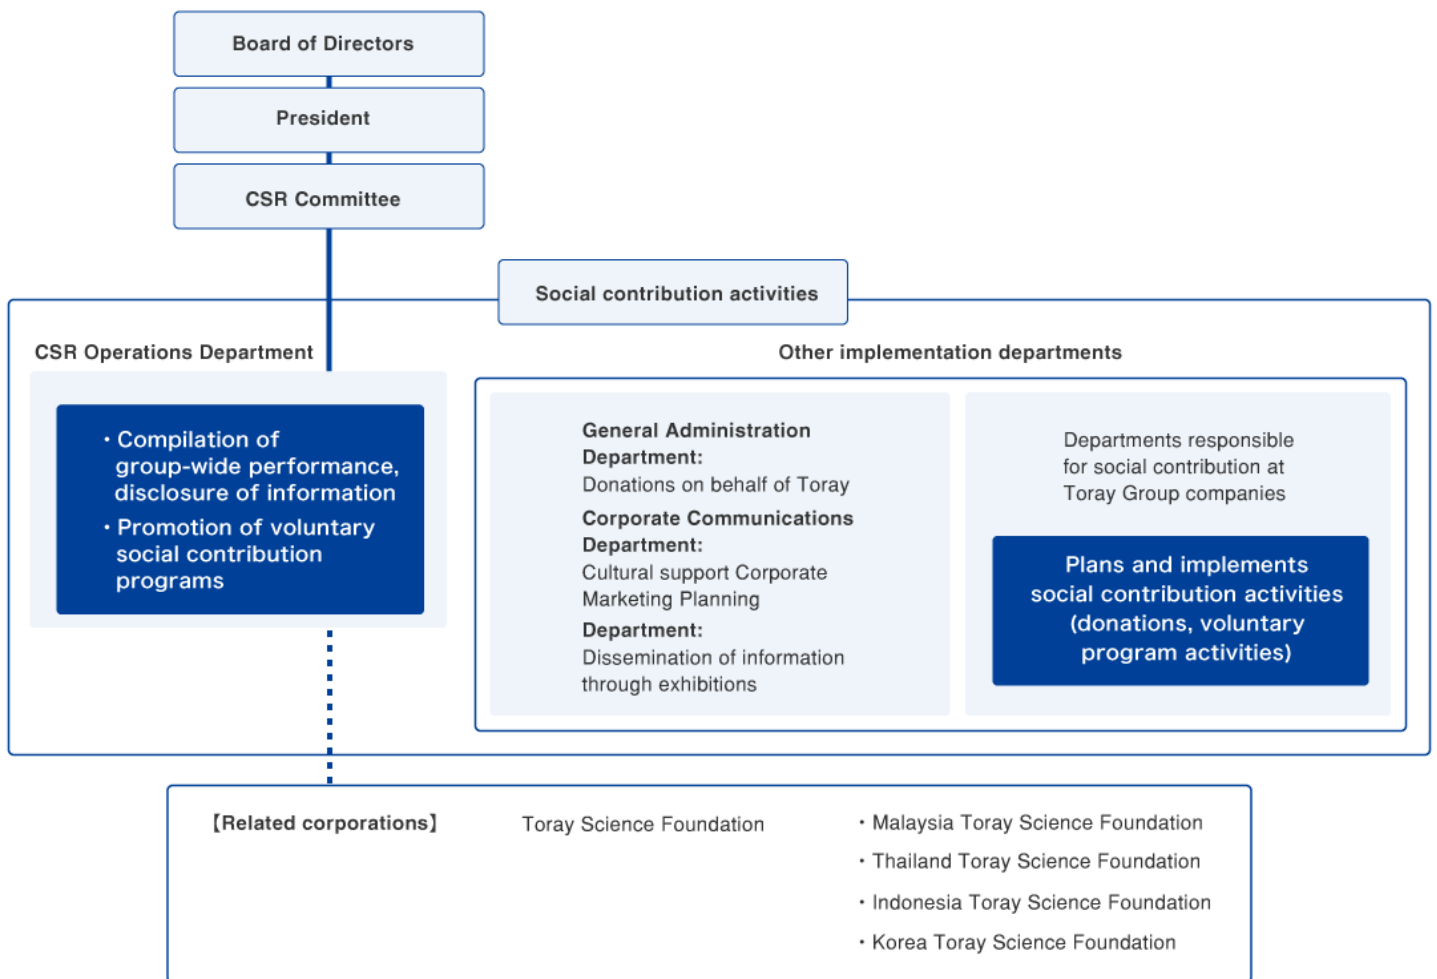 Board of Directors
President
CSR Committee
Social contribution activities
CSR Operations Department
・Compilation of
group-wide performance,
disclosure of information
・Promotion of voluntary
social contribution
programs
Other implementation departments
General Administration
Department:
Donations on behalf of Toray
Corporate Communications
Department:
Cultural support Corporate
Marketing Planning
Department:
Dissemination of information
through exhibitions
Departments responsible
for social contribution at
Toray Group companies
Plans and implements
social contribution activities
(donations, voluntary
program activities)
【Related corporations】
Toray Science Foundation
・Malaysia Toray Science Foundation
・Thailand Toray Science Foundation
・Indonesia Toray Science Foundation
・Korea Toray Science Foundation